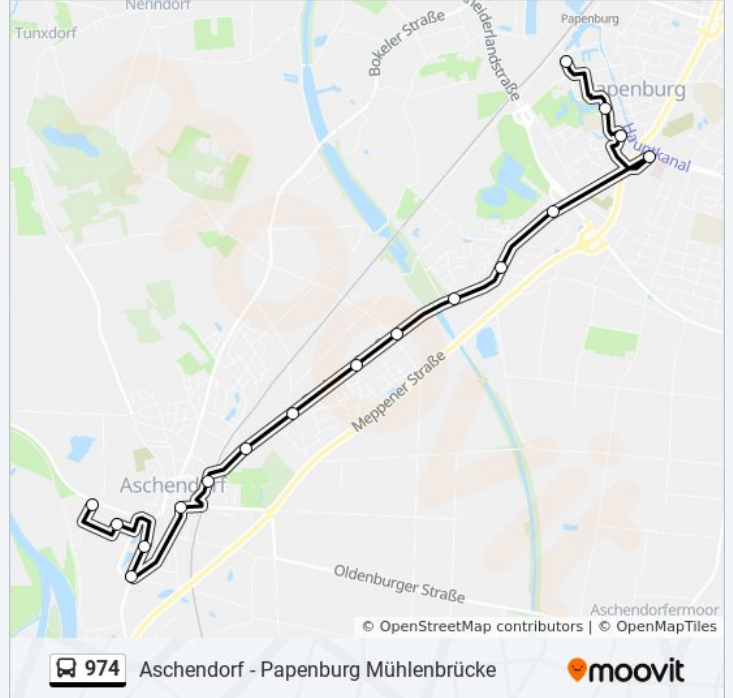 Nenndorf
Tunxdorf
Bokeler Straße
Papenburg
Papenburg
Hauptkanal
Meppener Straße
Aschendorf
Oldenburger Straße
Aschendorfermoor
© OpenStreetMap contributors | © OpenMapTiles
974 Aschendorf - Papenburg Mühlenbrücke
moovit